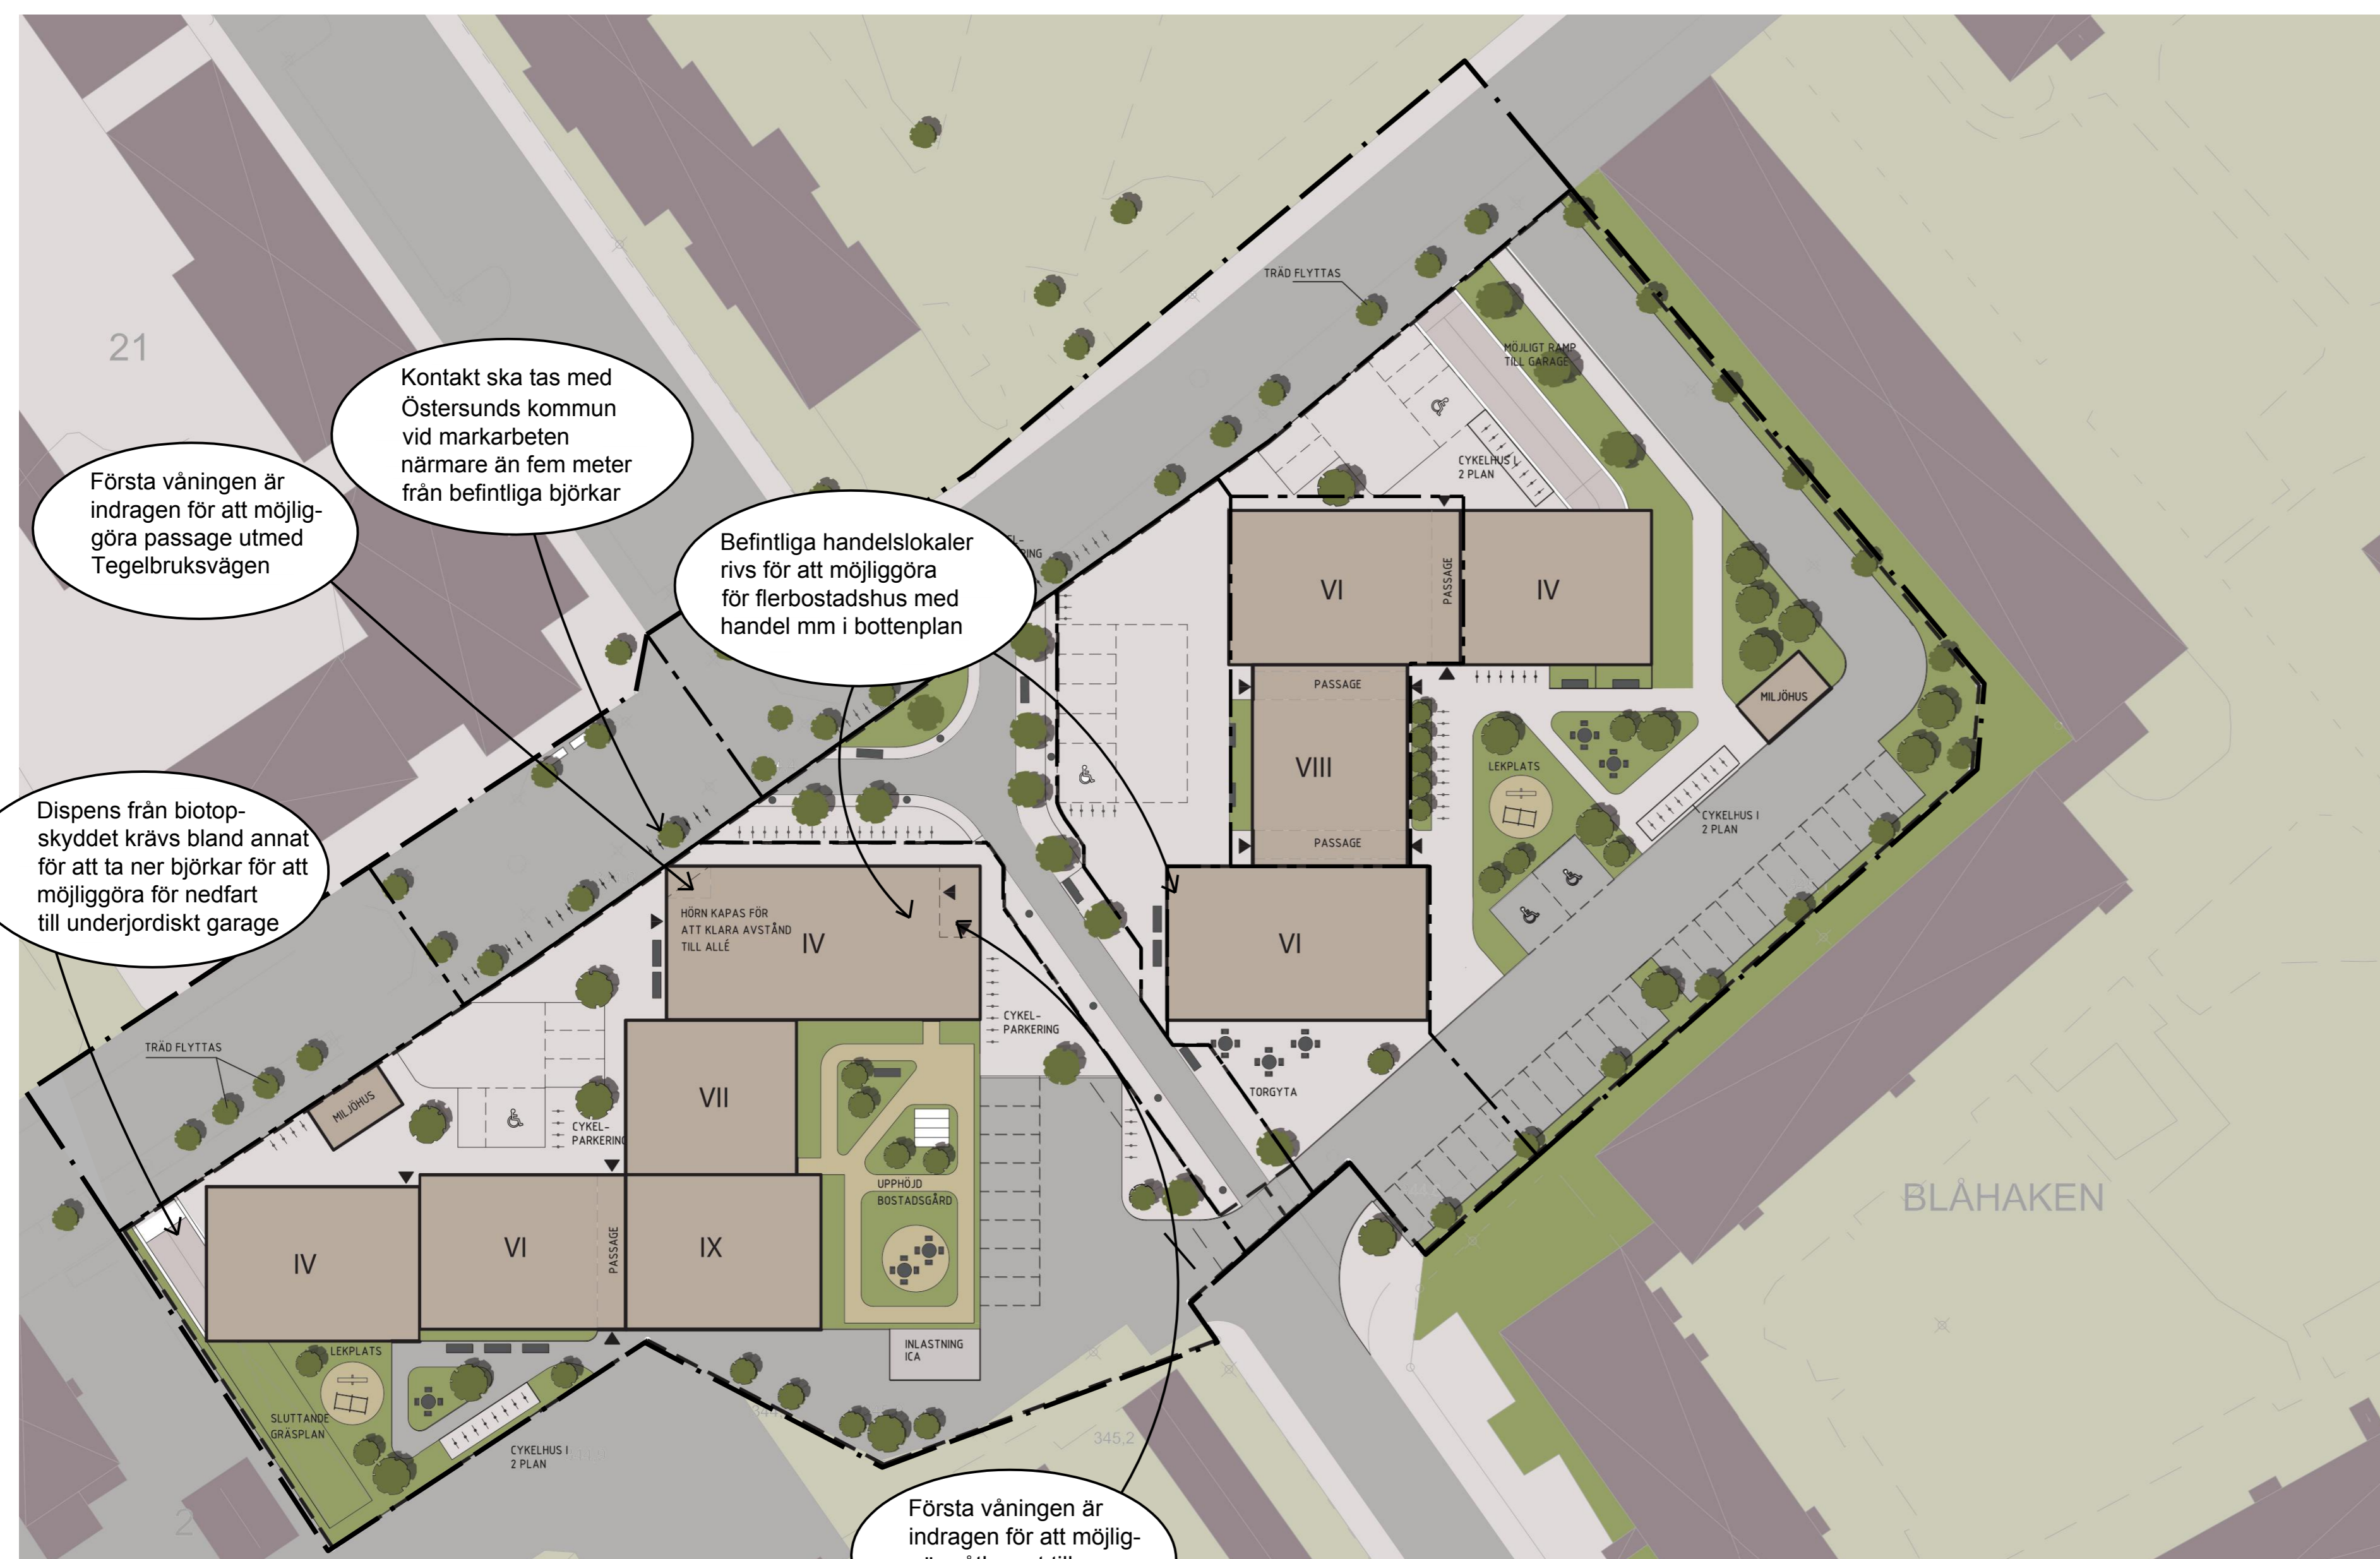 21
Kontakt ska tas med
Östersunds kommun
vid markarbeten
närmare än fem meter
från befintliga björkar
Första våningen är
indragen för att möjlig-
göra passage utmed
Tegelbruksvägen
Befintliga handelslokaler
rivs för att möjliggöra
för flerbostadshus med
handel mm i bottenplan
Dispens från biotop-
skyddet krävs bland annat
för att ta ner björkar för att
möjliggöra för nedfart
till underjordiskt garage
TRÄD FLYTTAS
MÖJLIGT RAMP
TILL GARAGE
CYKELHUS I
2 PLAN
EL-
RING
VI
PASSAGE
IV
PASSAGE
VIII
PASSAGE
MILJÖHUS
LEKPLATS
CYKELHUS I
2 PLAN
VI
TORGYTA
HÖRN KAPAS FÖR
ATT KLARA AVSTÅND
TILL ALLÉ
IV
CYKEL-
PARKERING
TRÄD FLYTTAS
MILJÖHUS
CYKEL-
PARKERING
VII
UPPHÖJD
BOSTADSGÅRD
IV
VI
PASSAGE
IX
INLASTNING
ICA
LEKPLATS
SLUTTANDE
GRÄSPLAN
CYKELHUS I
2 PLAN
BLÅHAKEN
345,2
2
Första våningen är
indragen för att möjlig-